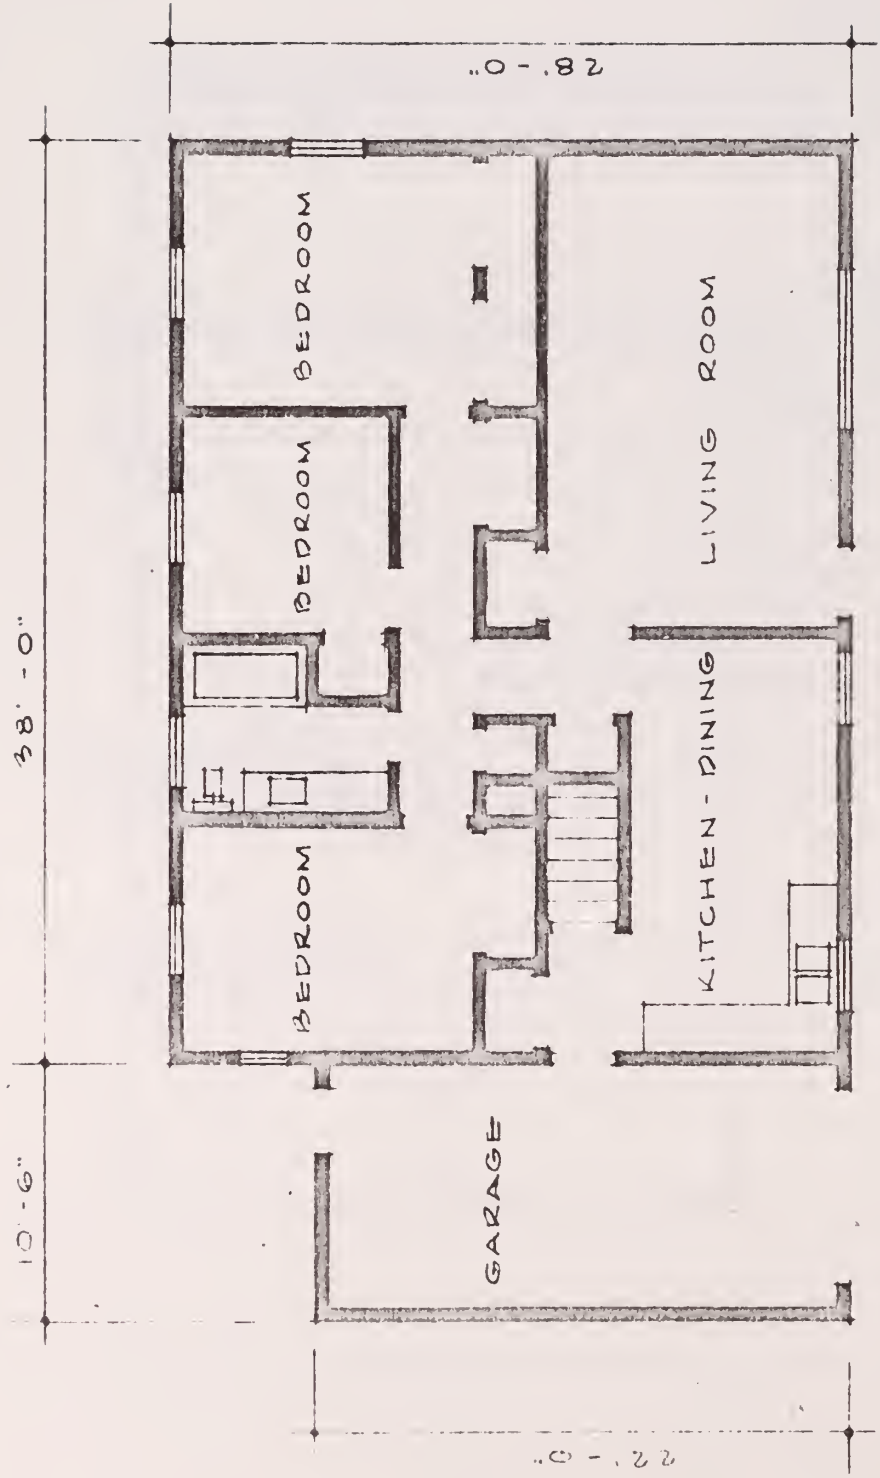 28'-0"
38'-0"
BEDROOM
BEDROOM
BEDROOM
LIVING ROOM
KITCHEN-DINING
GARAGE
10'-6"
22'-0"